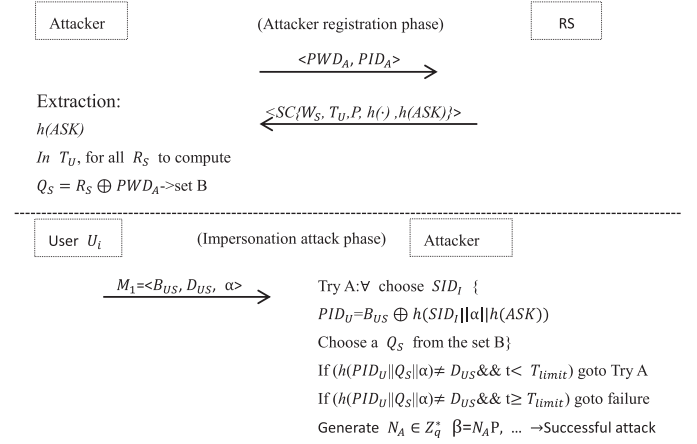 Attacker (Attacker registration phase) RS
<PWD_A, PID_A>
Extraction:
<SC{W_S, T_U,P, h(·) ,h(ASK)}>
h(ASK)
In T_U, for all R_S to compute
Q_S = R_S ⊕ PWD_A->set B
User U_i (Impersonation attack phase) Attacker
M_1=<B_US, D_US, α>
Try A:∀ choose SID_I {
PID_U=B_US ⊕ h(SID_I||α||h(ASK))
Choose a Q_S from the set B}
If (h(PID_U||Q_S||α)≠ D_US&& t< T_limit) goto Try A
If (h(PID_U||Q_S||α)≠ D_US&& t≥ T_limit) goto failure
Generate N_A ∈ Z_q^* β=N_AP, ... →Successful attack